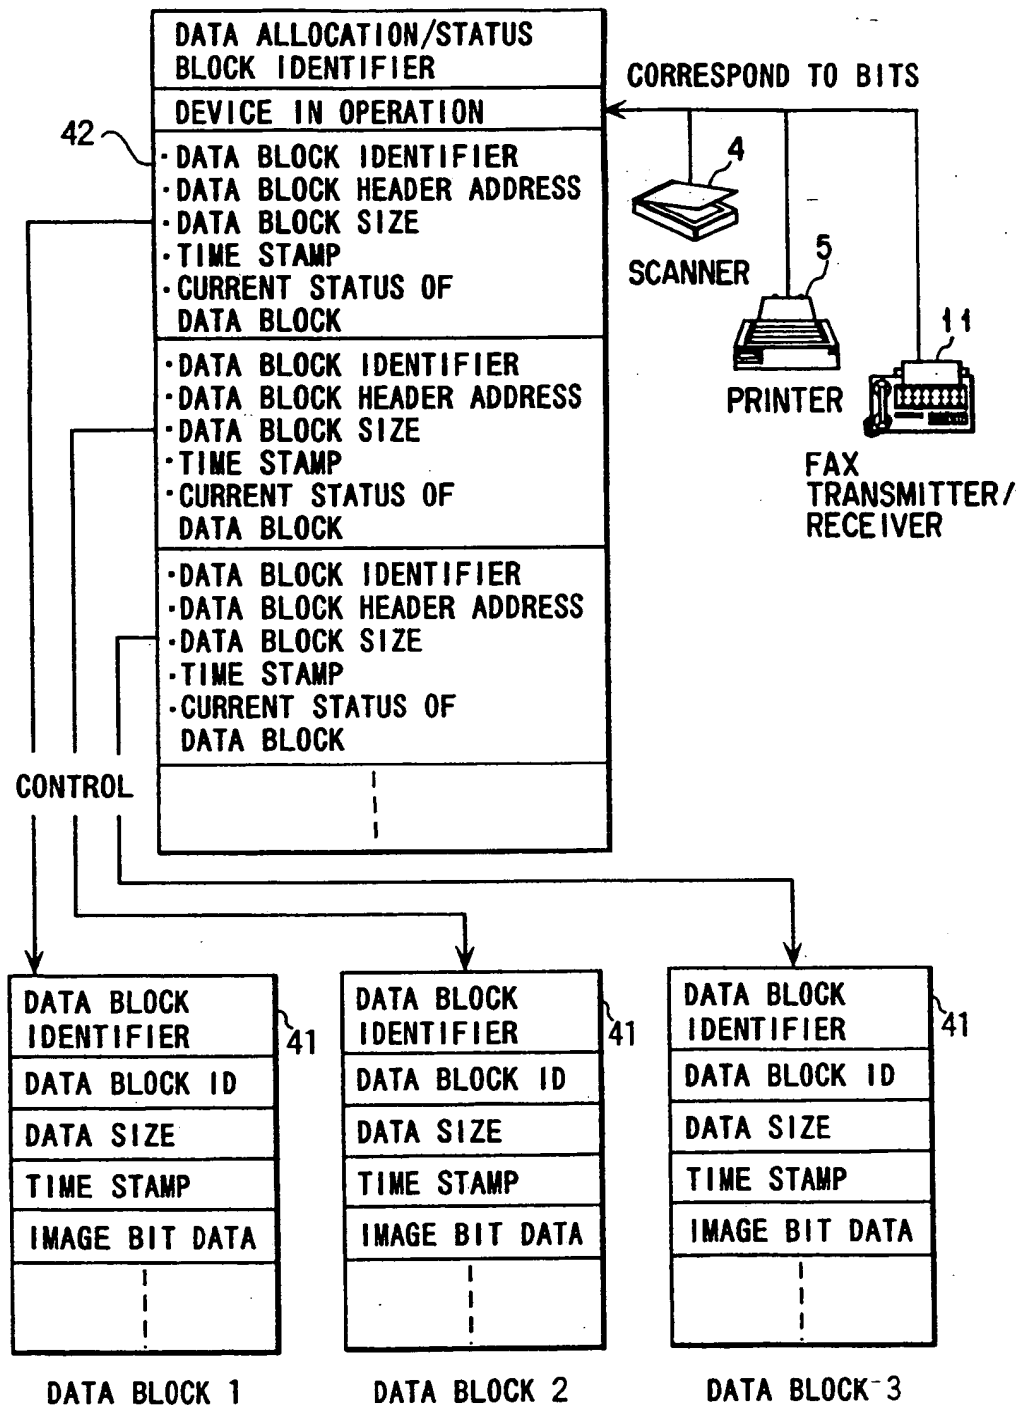 DATA ALLOCATION/STATUS
BLOCK IDENTIFIER
DEVICE IN OPERATION
42
·DATA BLOCK IDENTIFIER
·DATA BLOCK HEADER ADDRESS
·DATA BLOCK SIZE
·TIME STAMP
·CURRENT STATUS OF
DATA BLOCK
·DATA BLOCK IDENTIFIER
·DATA BLOCK HEADER ADDRESS
·DATA BLOCK SIZE
·TIME STAMP
·CURRENT STATUS OF
DATA BLOCK
·DATA BLOCK IDENTIFIER
·DATA BLOCK HEADER ADDRESS
·DATA BLOCK SIZE
·TIME STAMP
·CURRENT STATUS OF
DATA BLOCK
CORRESPOND TO BITS
4
SCANNER
5
PRINTER
11
FAX
TRANSMITTER/
RECEIVER
CONTROL
DATA BLOCK
IDENTIFIER
41
DATA BLOCK ID
DATA SIZE
TIME STAMP
IMAGE BIT DATA
DATA BLOCK 1
DATA BLOCK
IDENTIFIER
41
DATA BLOCK ID
DATA SIZE
TIME STAMP
IMAGE BIT DATA
DATA BLOCK 2
DATA BLOCK
IDENTIFIER
41
DATA BLOCK ID
DATA SIZE
TIME STAMP
IMAGE BIT DATA
DATA BLOCK 3